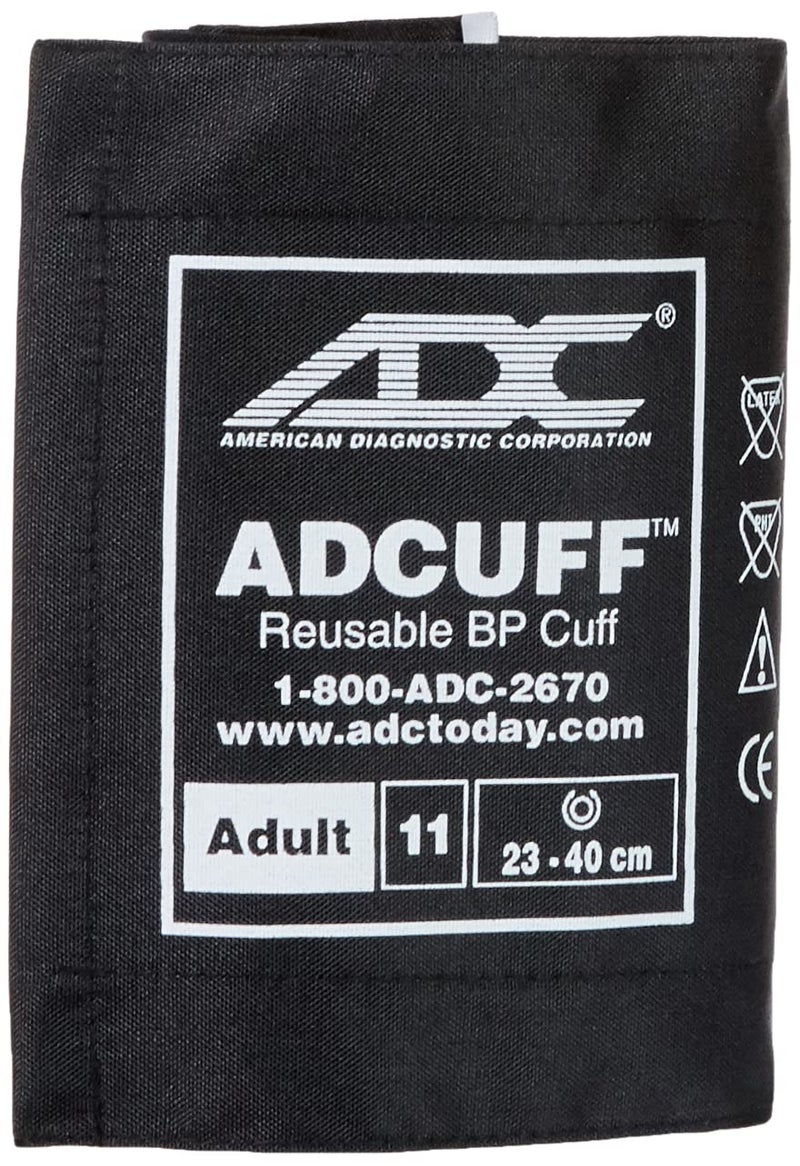 ADC®
AMERICAN DIAGNOSTIC CORPORATION
ADCUFF™
Reusable BP Cuff
1-800-ADC-2670
www.adctoday.com
Adult 11 23 - 40 cm
LATEX
PHT
!
CE